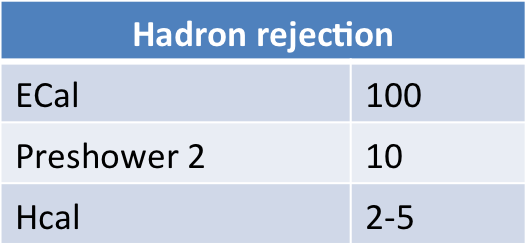 Hadron rejection
ECal 100
Preshower 2 10
Hcal 2-5